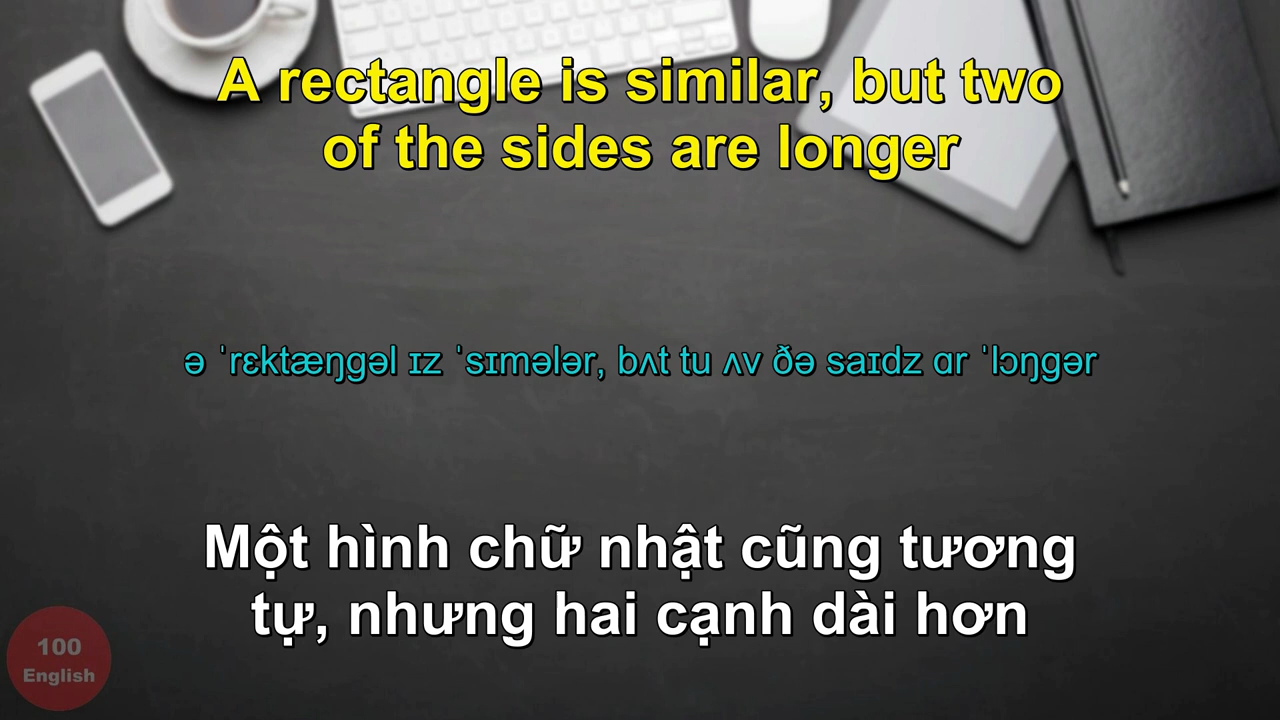 A rectangle is similar, but two
of the sides are longer
ə ˈrɛktæŋgəl ɪz ˈsɪmələr, bʌt tu ʌv ðə saɪdz ɑr ˈlɔŋgər
Một hình chữ nhật cũng tương
tự, nhưng hai cạnh dài hơn
100
English